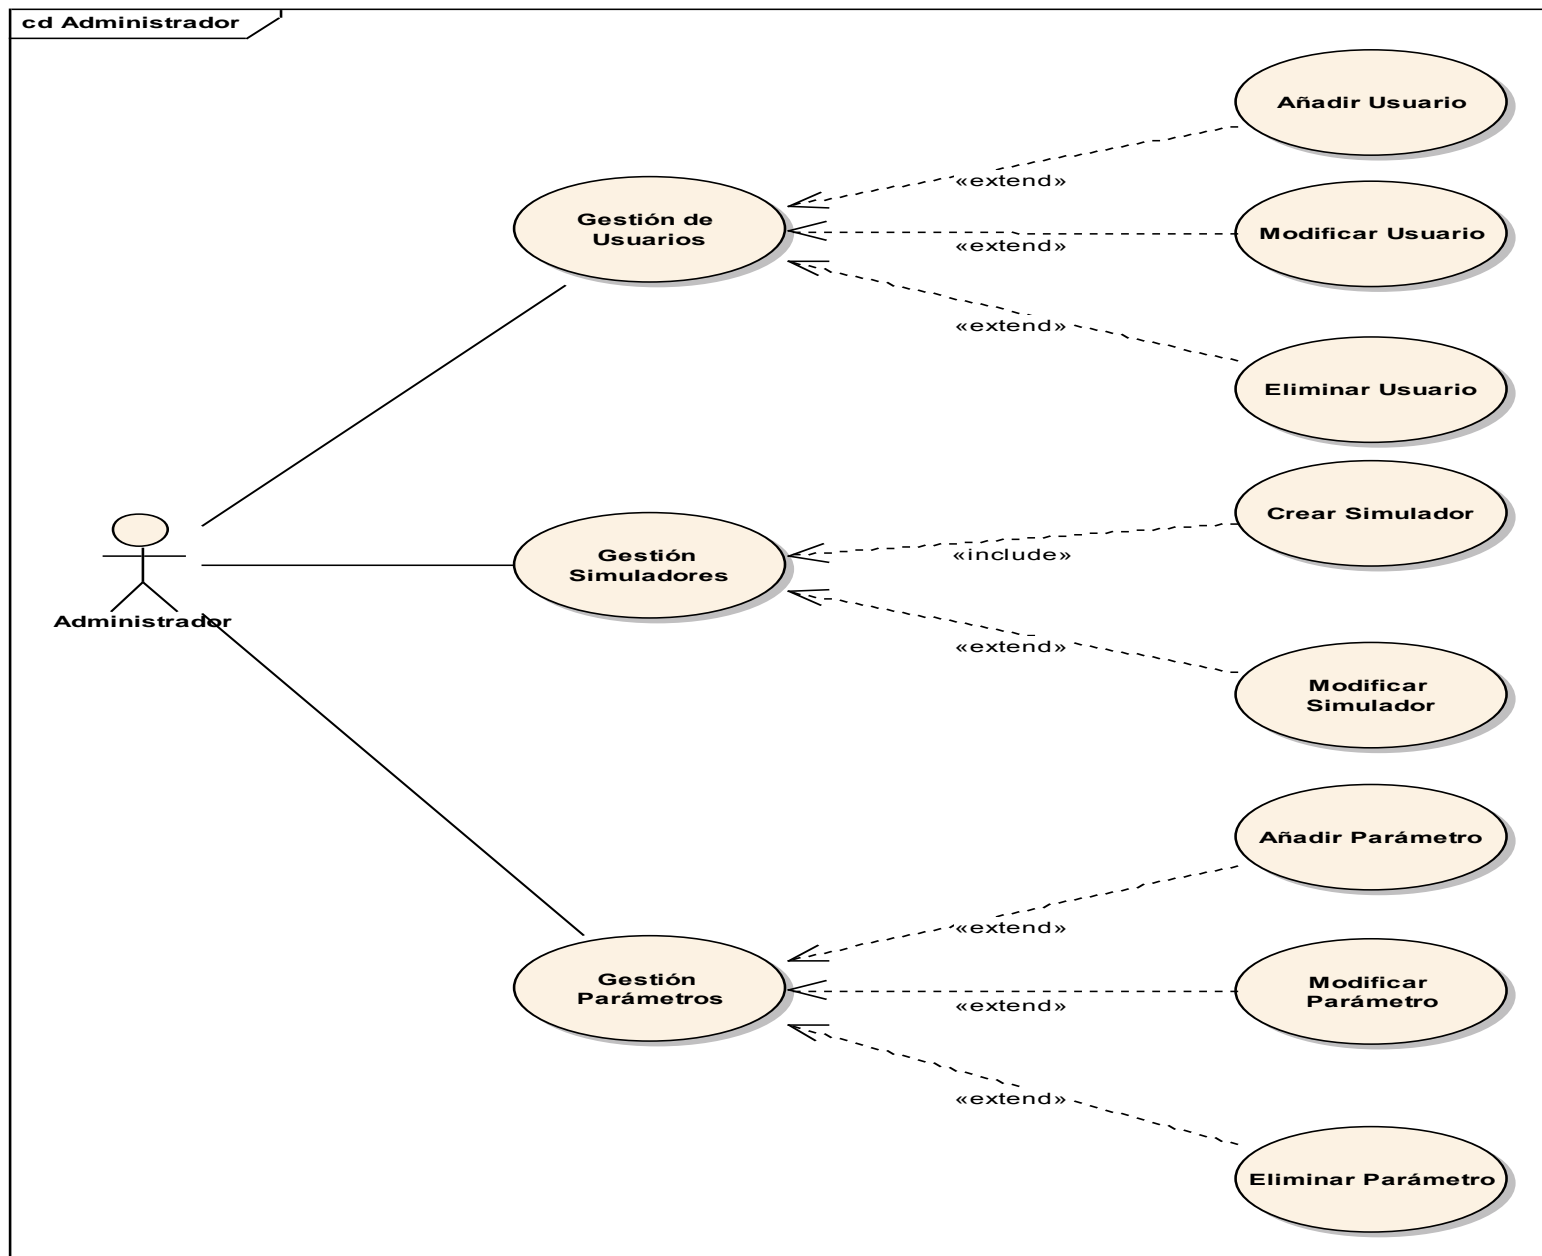 cd Administrador
Añadir Usuario
«extend»
Gestión de
Usuarios
Modificar Usuario
«extend»
«extend»
Eliminar Usuario
Crear Simulador
Gestión
Simuladores
«include»
Administrador
«extend»
Modificar
Simulador
Añadir Parámetro
«extend»
Gestión
Parámetros
Modificar
Parámetro
«extend»
«extend»
Eliminar Parámetro